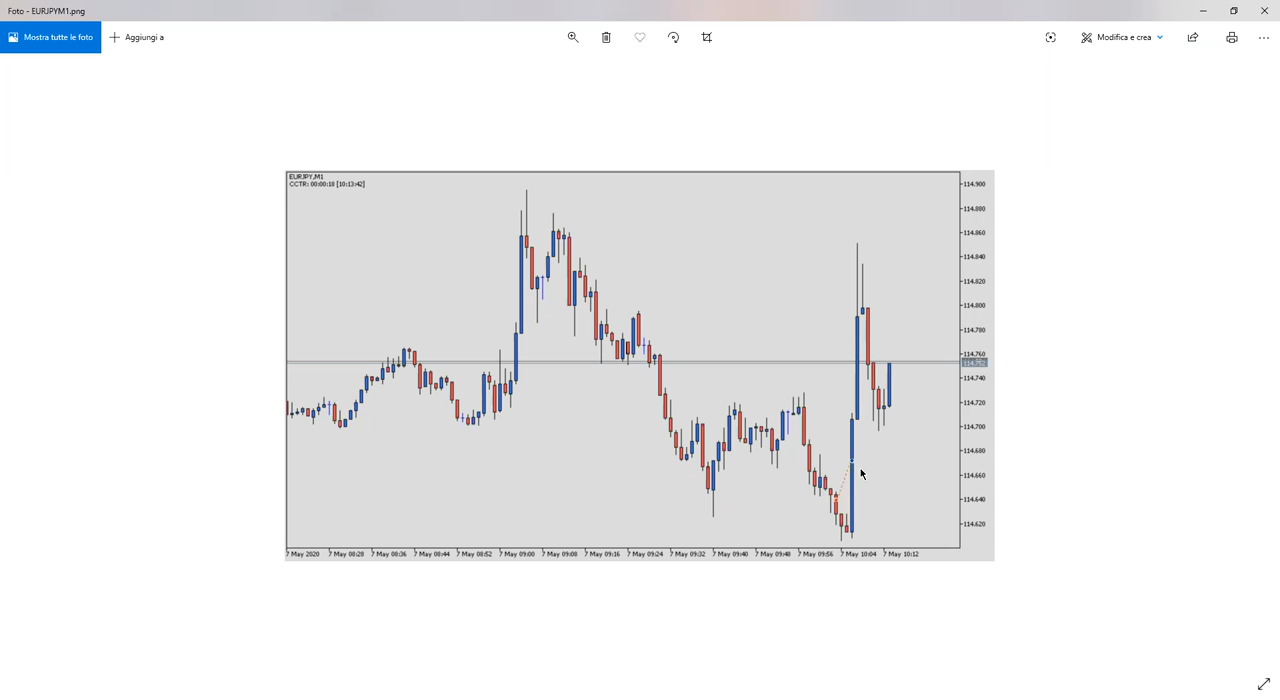 Foto - EURJPYM1.png
Mostra tutte le foto
Aggiungi a
Modifica e crea
EURJPY,M1
CCTR: 00:00:18 [10:13:42]
114.900
114.880
114.860
114.840
114.820
114.800
114.780
114.760
114.740
114.720
114.700
114.680
114.660
114.640
114.620
7 May 2020
7 May 08:28
7 May 08:36
7 May 08:44
7 May 08:52
7 May 09:00
7 May 09:08
7 May 09:16
7 May 09:24
7 May 09:32
7 May 09:40
7 May 09:48
7 May 09:56
7 May 10:04
7 May 10:12